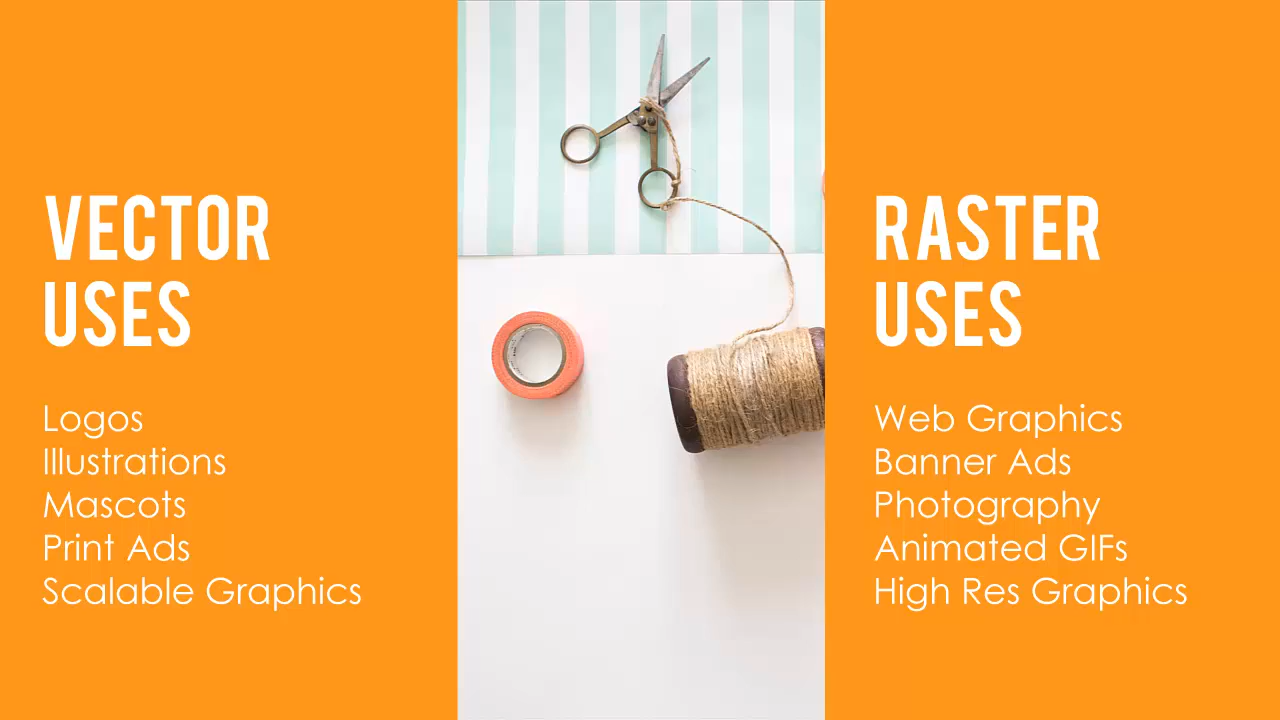 VECTOR
USES
Logos
Illustrations
Mascots
Print Ads
Scalable Graphics
RASTER
USES
Web Graphics
Banner Ads
Photography
Animated GIFs
High Res Graphics